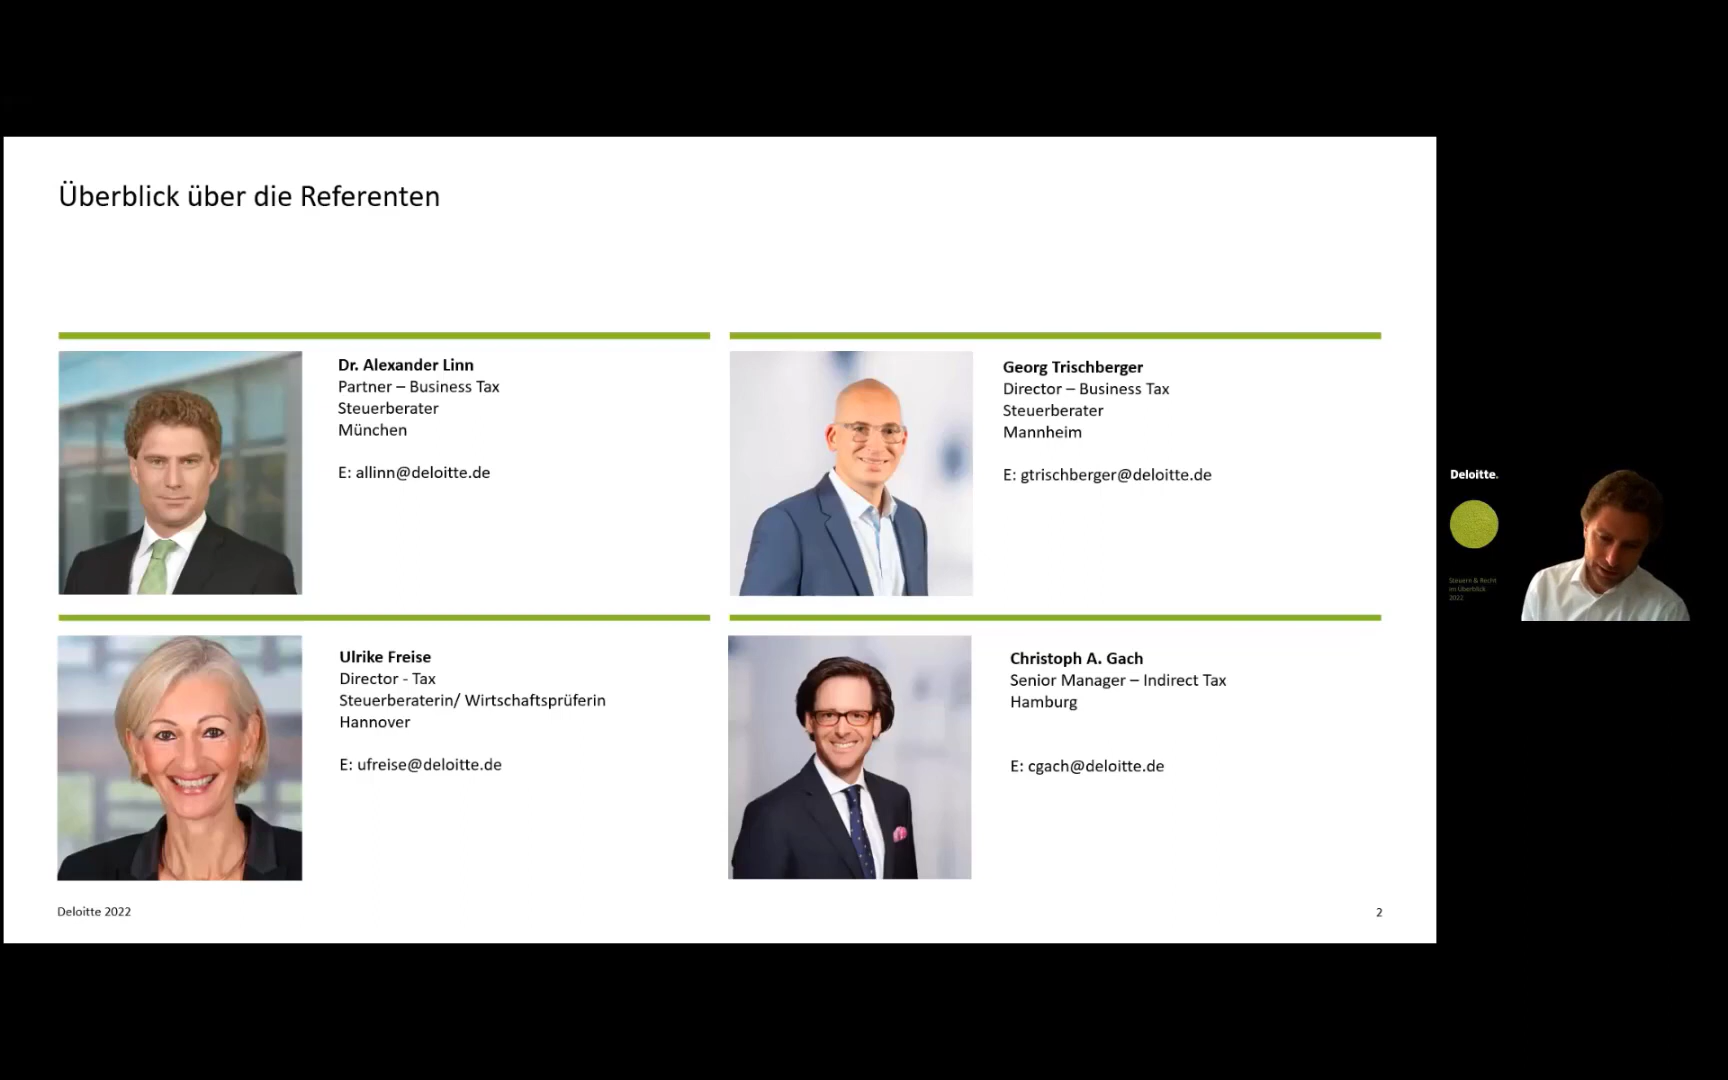 Überblick über die Referenten
Dr. Alexander Linn
Partner – Business Tax
Steuerberater
München
E: allinn@deloitte.de
Georg Trischberger
Director – Business Tax
Steuerberater
Mannheim
E: gtrischberger@deloitte.de
Ulrike Freise
Director - Tax
Steuerberaterin/ Wirtschaftsprüferin
Hannover
E: ufreise@deloitte.de
Christoph A. Gach
Senior Manager – Indirect Tax
Hamburg
E: cgach@deloitte.de
Deloitte 2022
2
Deloitte.
Steuern & Recht
im Überblick
2022